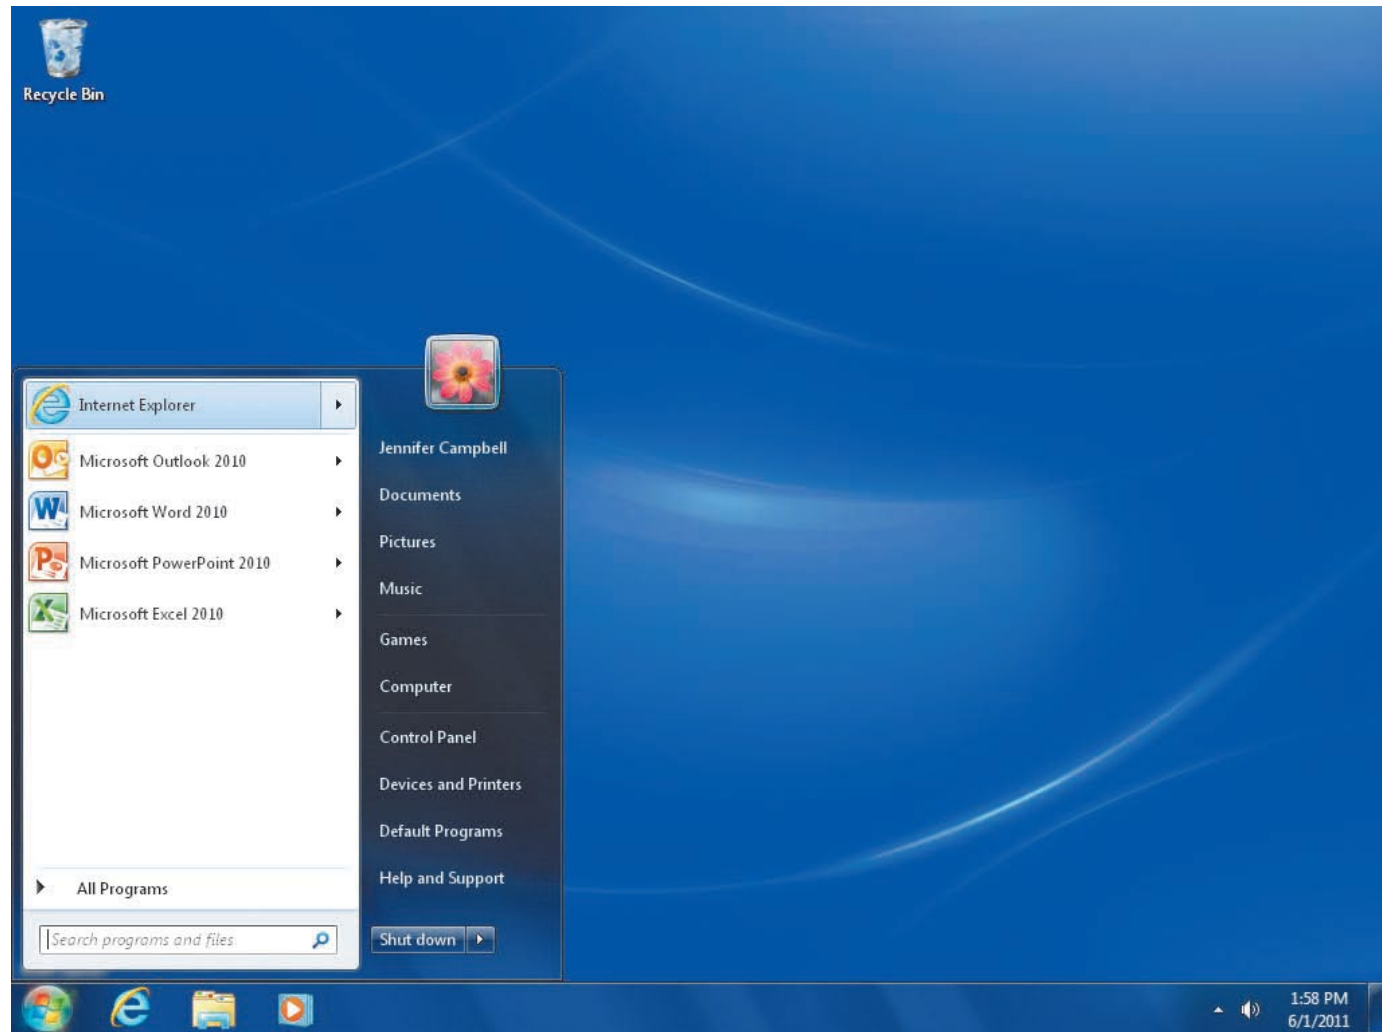 Recycle Bin
Internet Explorer
Microsoft Outlook 2010
Microsoft Word 2010
Microsoft PowerPoint 2010
Microsoft Excel 2010
All Programs
Search programs and files
Jennifer Campbell
Documents
Pictures
Music
Games
Computer
Control Panel
Devices and Printers
Default Programs
Help and Support
Shut down
1:58 PM
6/1/2011